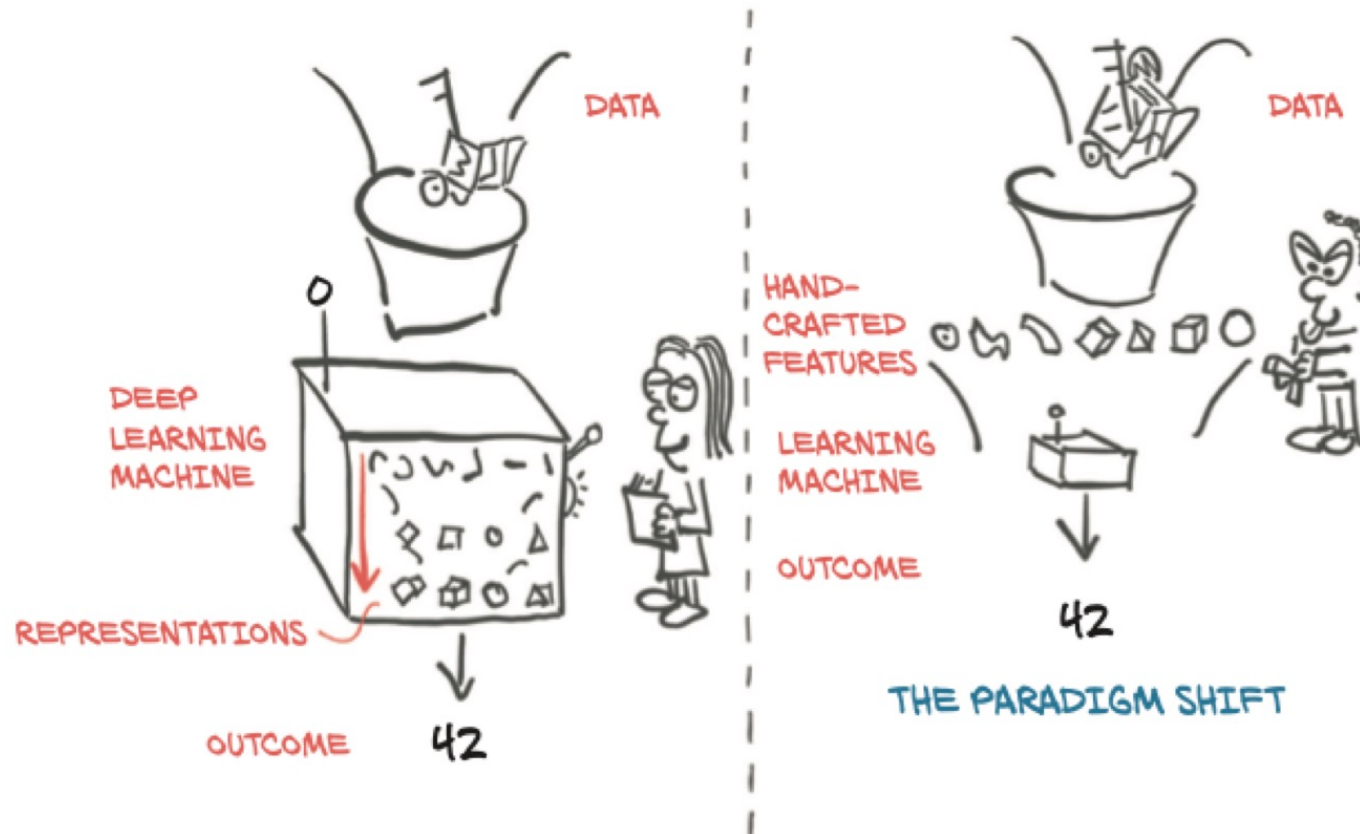 DATA
DEEP
LEARNING
MACHINE
REPRESENTATIONS
OUTCOME
42
DATA
HAND-
CRAFTED
FEATURES
LEARNING
MACHINE
OUTCOME
42
THE PARADIGM SHIFT